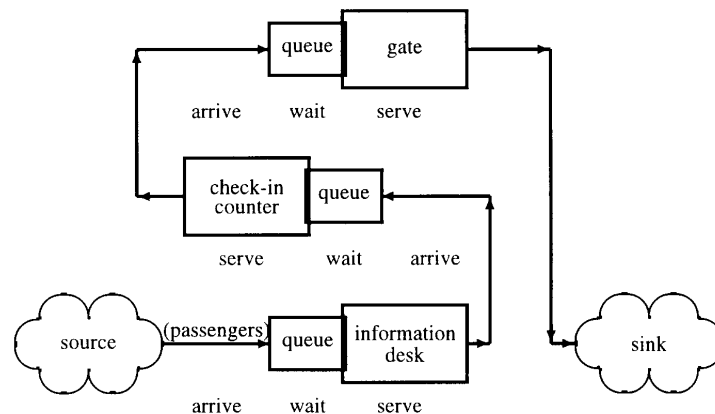 queue
gate
arrive
wait
serve
check-in
counter
queue
serve
wait
arrive
source
(passengers)
queue
information
desk
sink
arrive
wait
serve